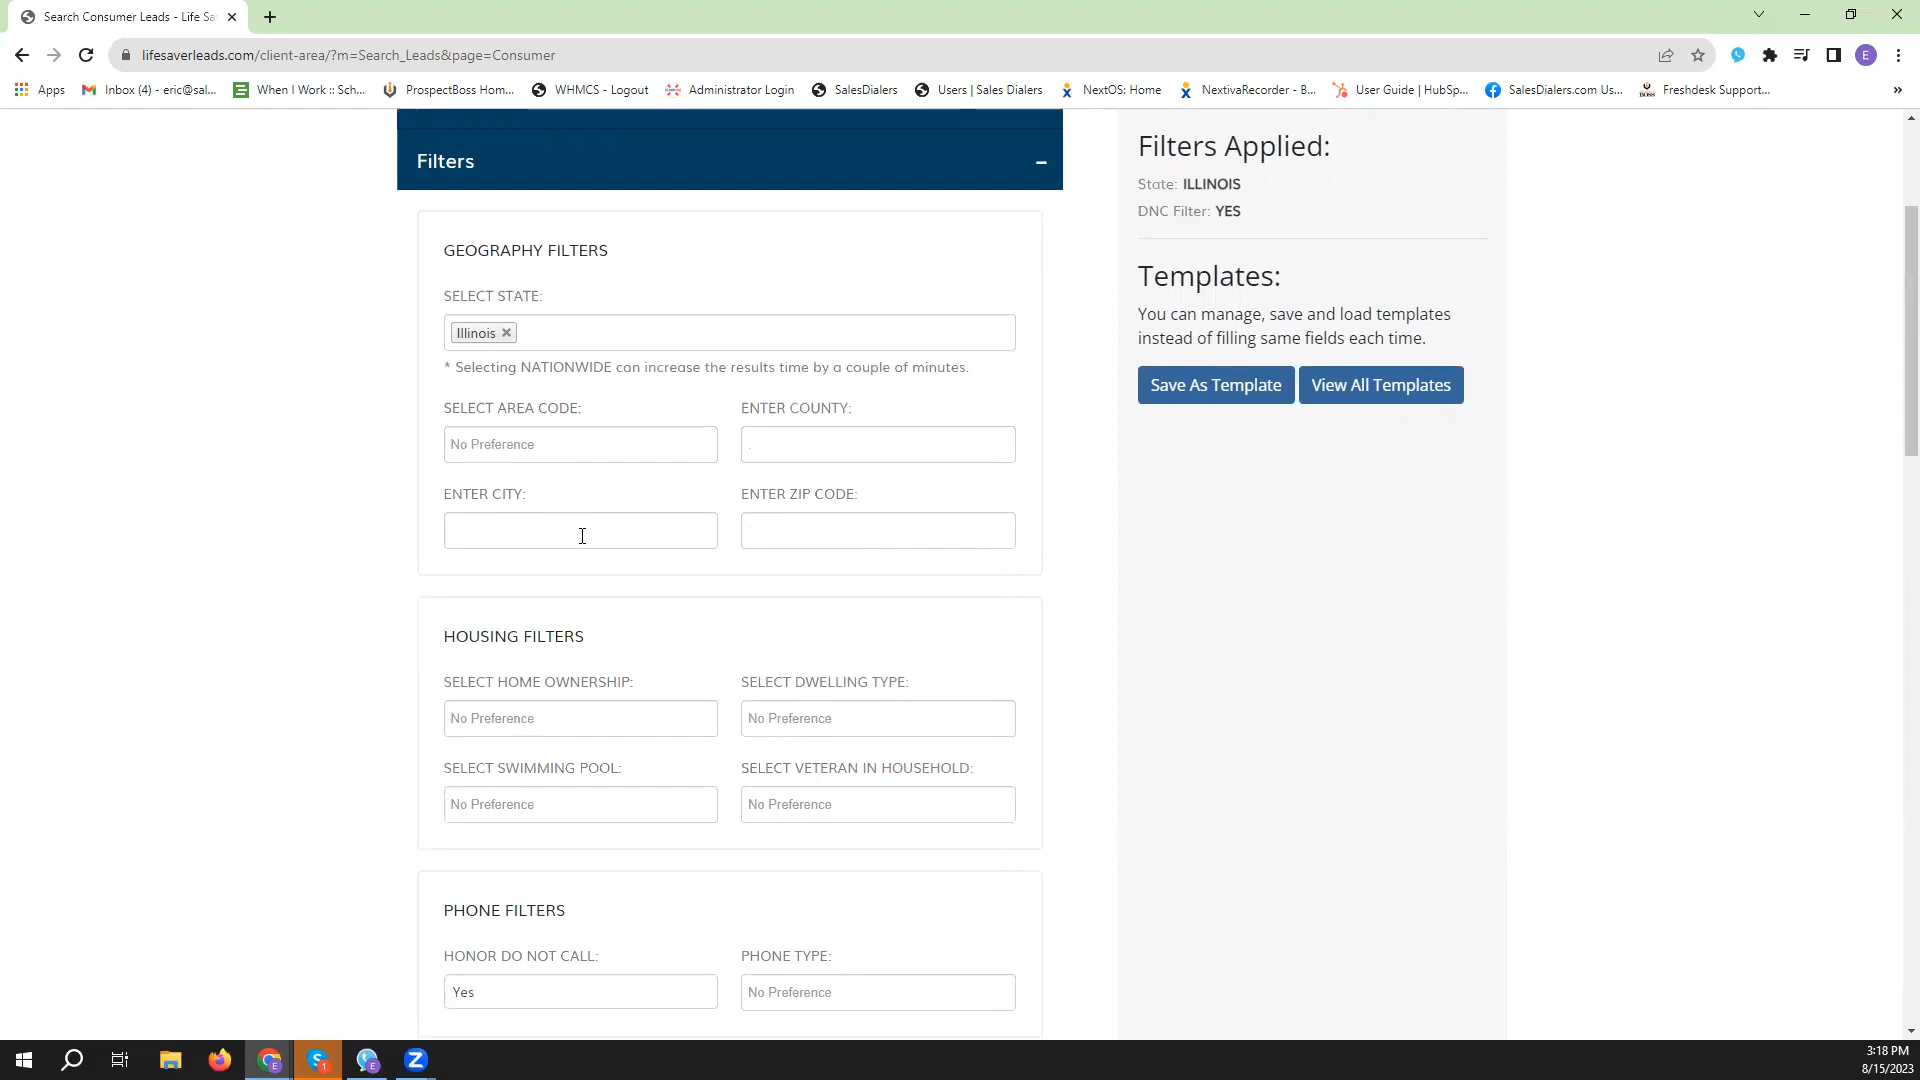 Search Consumer Leads - Life Sa
lifesaverleads.com/client-area/?m=Search_Leads&page=Consumer
E
Apps
Inbox (4) - eric@sal...
When I Work :: Sch...
ProspectBoss Hom...
WHMCS - Logout
Administrator Login
SalesDialers
Users | Sales Dialers
NextOS: Home
NextivaRecorder - B...
User Guide | HubSp...
SalesDialers.com Us...
Freshdesk Support...
»
Filters
GEOGRAPHY FILTERS
SELECT STATE:
Illinois
* Selecting NATIONWIDE can increase the results time by a couple of minutes.
SELECT AREA CODE:
ENTER COUNTY:
No Preference
ENTER CITY:
ENTER ZIP CODE:
HOUSING FILTERS
SELECT HOME OWNERSHIP:
SELECT DWELLING TYPE:
No Preference
No Preference
SELECT SWIMMING POOL:
SELECT VETERAN IN HOUSEHOLD:
No Preference
No Preference
PHONE FILTERS
HONOR DO NOT CALL:
PHONE TYPE:
Yes
No Preference
Filters Applied:
State: ILLINOIS
DNC Filter: YES
Templates:
You can manage, save and load templates
instead of filling same fields each time.
Save As Template
View All Templates
3:18 PM
8/15/2023